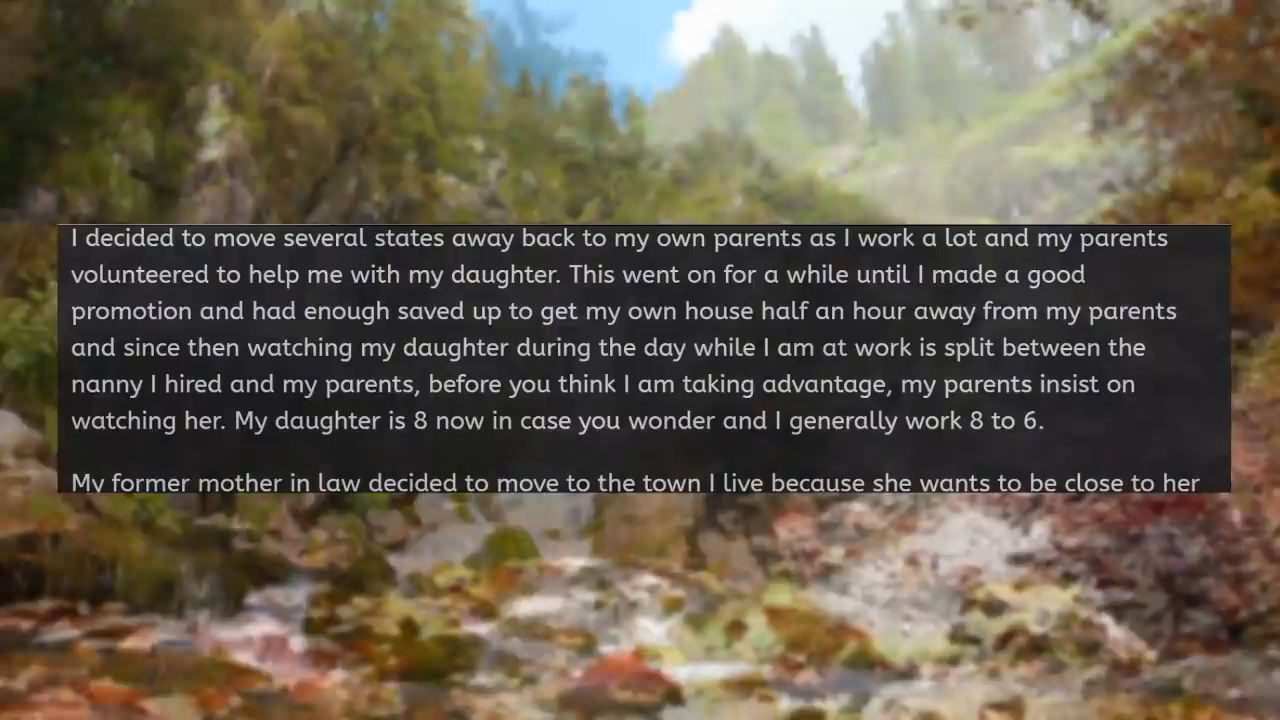 I decided to move several states away back to my own parents as I work a lot and my parents
volunteered to help me with my daughter. This went on for a while until I made a good
promotion and had enough saved up to get my own house half an hour away from my parents
and since then watching my daughter during the day while I am at work is split between the
nanny I hired and my parents, before you think I am taking advantage, my parents insist on
watching her. My daughter is 8 now in case you wonder and I generally work 8 to 6.
My former mother in law decided to move to the town I live because she wants to be close to her